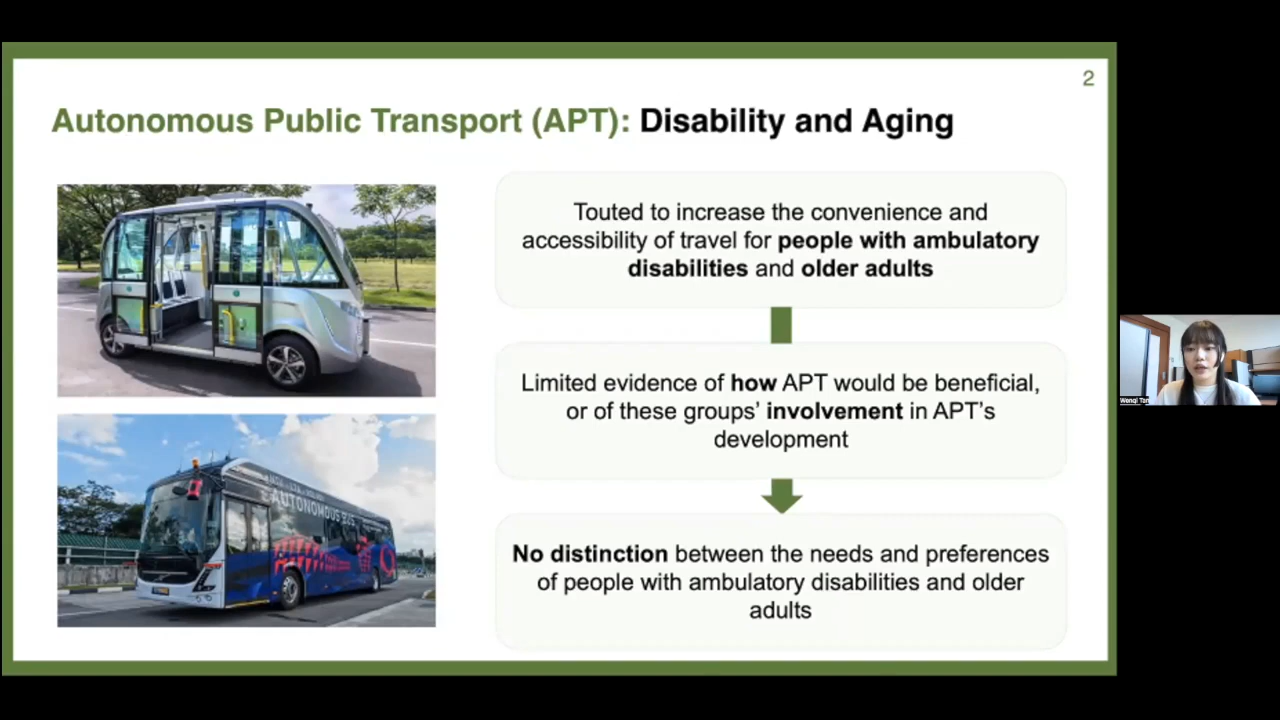 2
Autonomous Public Transport (APT): Disability and Aging
Touted to increase the convenience and
accessibility of travel for people with ambulatory
disabilities and older adults
Limited evidence of how APT would be beneficial,
or of these groups’ involvement in APT’s
development
No distinction between the needs and preferences
of people with ambulatory disabilities and older
adults
AUTONOMOUS BUS
Wenqi Tan